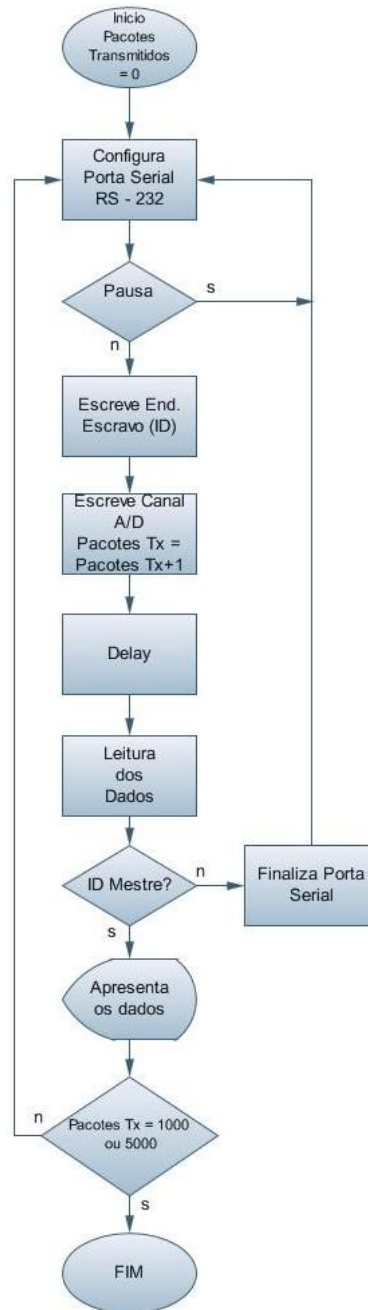 Inicio
Pacotes
Transmitidos
= 0
Configura
Porta Serial
RS - 232
Pausa
s
n
Escreve End.
Escravo (ID)
Escreve Canal
A/D
Pacotes Tx =
Pacotes Tx+1
Delay
Leitura
dos
Dados
ID Mestre?
n
Finaliza Porta
Serial
s
Apresenta
os dados
n
Pacotes Tx = 1000
ou 5000
s
FIM